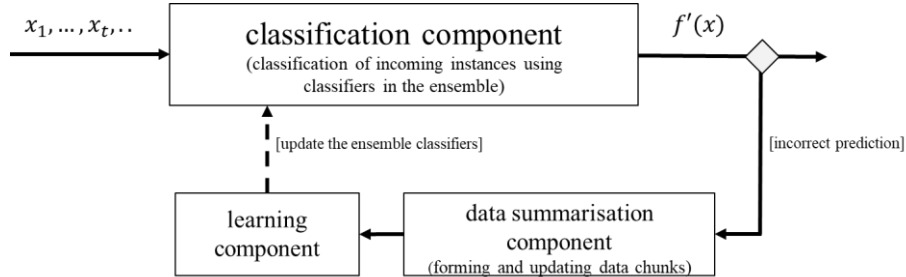 x₁, …, xₜ, . .
classification component
(classification of incoming instances using
classifiers in the ensemble)
f′(x)
[update the ensemble classifiers]
[incorrect prediction]
learning
component
data summarisation
component
(forming and updating data chunks)